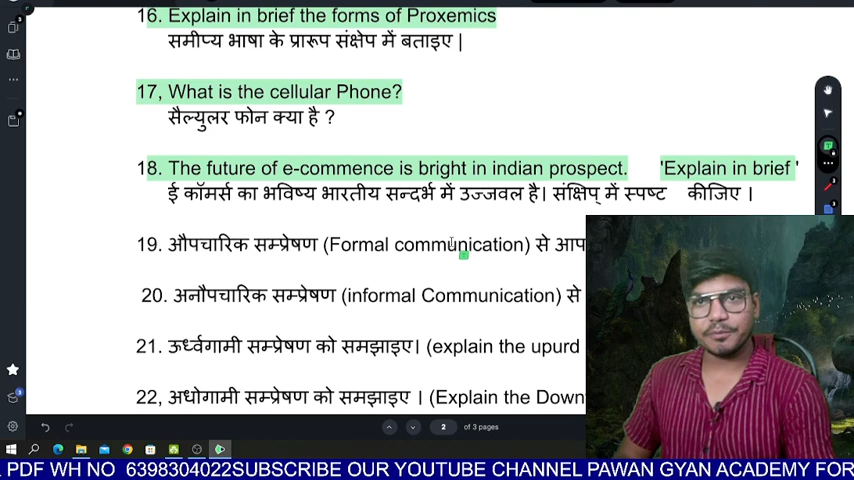 16. Explain in brief the forms of Proxemics
समीप्य भाषा के प्रारूप संक्षेप में बताइए |
17, What is the cellular Phone?
सैल्युलर फोन क्या है ?
18. The future of e-commence is bright in indian prospect. 'Explain in brief '
ई कॉमर्स का भविष्य भारतीय सन्दर्भ में उज्जवल है। संक्षिप् में स्पष्ट कीजिए ।
19. औपचारिक सम्प्रेषण (Formal communication) से आप
20. अनौपचारिक सम्प्रेषण (informal Communication) से
21. ऊर्ध्वगामी सम्प्रेषण को समझाइए। (explain the upurd
22, अधोगामी सम्प्रेषण को समझाइए । (Explain the Down
2 of 3 pages
PDF WH NO 6398304022SUBSCRIBE OUR YOUTUBE CHANNEL PAWAN GYAN ACADEMY FOR